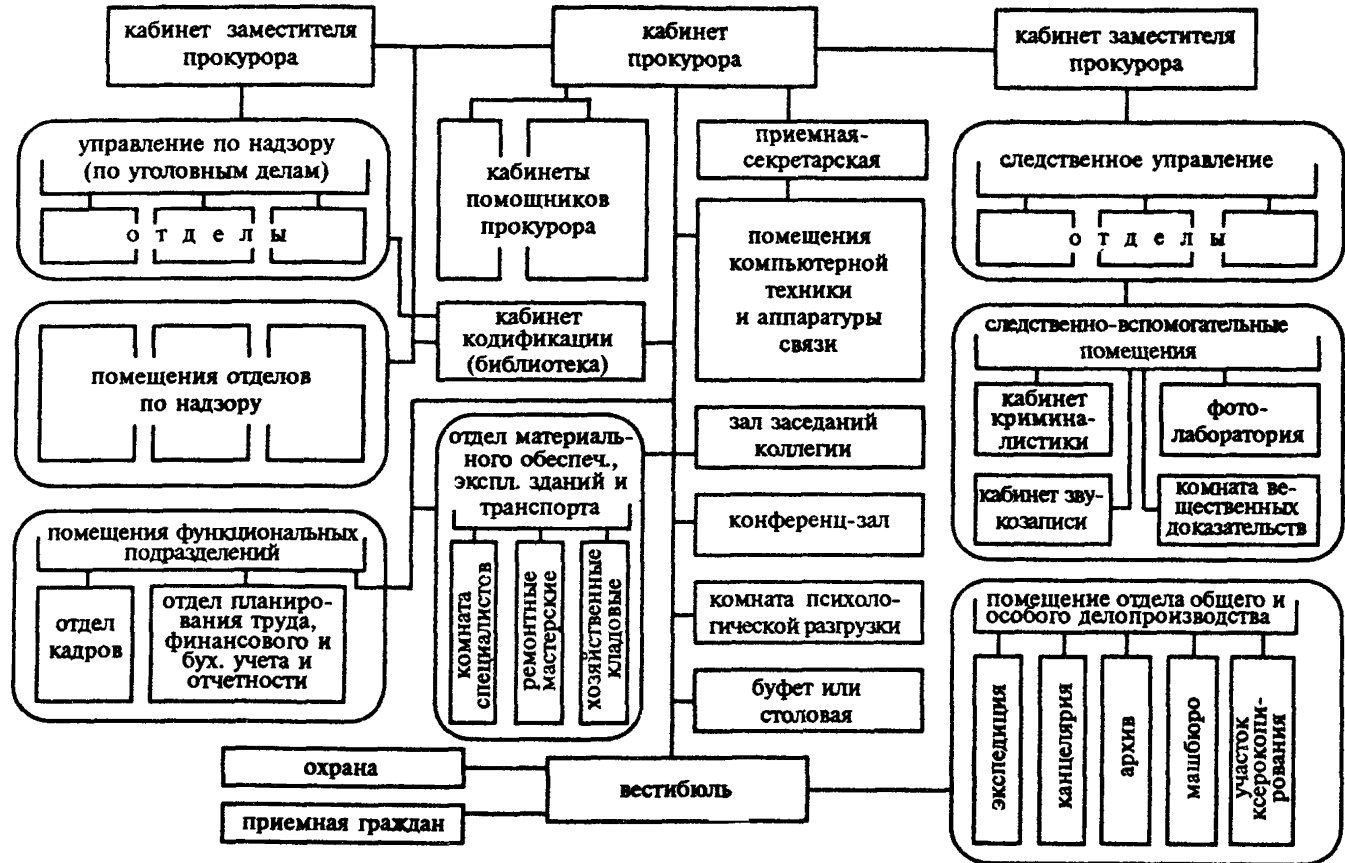 кабинет заместителя
прокурора
кабинет
прокурора
кабинет заместителя
прокурора
управление по надзору
(по уголовным делам)
отделы
кабинеты
помощников
прокурора
приемная-
секретарская
следственное управление
отделы
помещения
компьютерной
техники
и аппаратуры
связи
кабинет
кодификации
(библиотека)
помещения отделов
по надзору
следственно-вспомогательные
помещения
кабинет
кримина-
листики
фото-
лаборатория
кабинет зву-
козаписи
комната ве-
щественных
доказательств
отдел материаль-
ного обеспеч.,
экспл. зданий и
транспорта
комната
специалистов
ремонтные
мастерские
хозяйственные
кладовые
зал заседаний
коллегии
конференц-зал
комната психоло-
гической разгрузки
буфет или
столовая
помещения функциональных
подразделений
отдел
кадров
отдел планиро-
вания труда,
финансового и
бух. учета и
отчетности
помещение отдела общего и
особого делопроизводства
экспедиция
канцелярия
архив
машбюро
участок
ксерокопи-
рования
охрана
приемная граждан
вестибюль